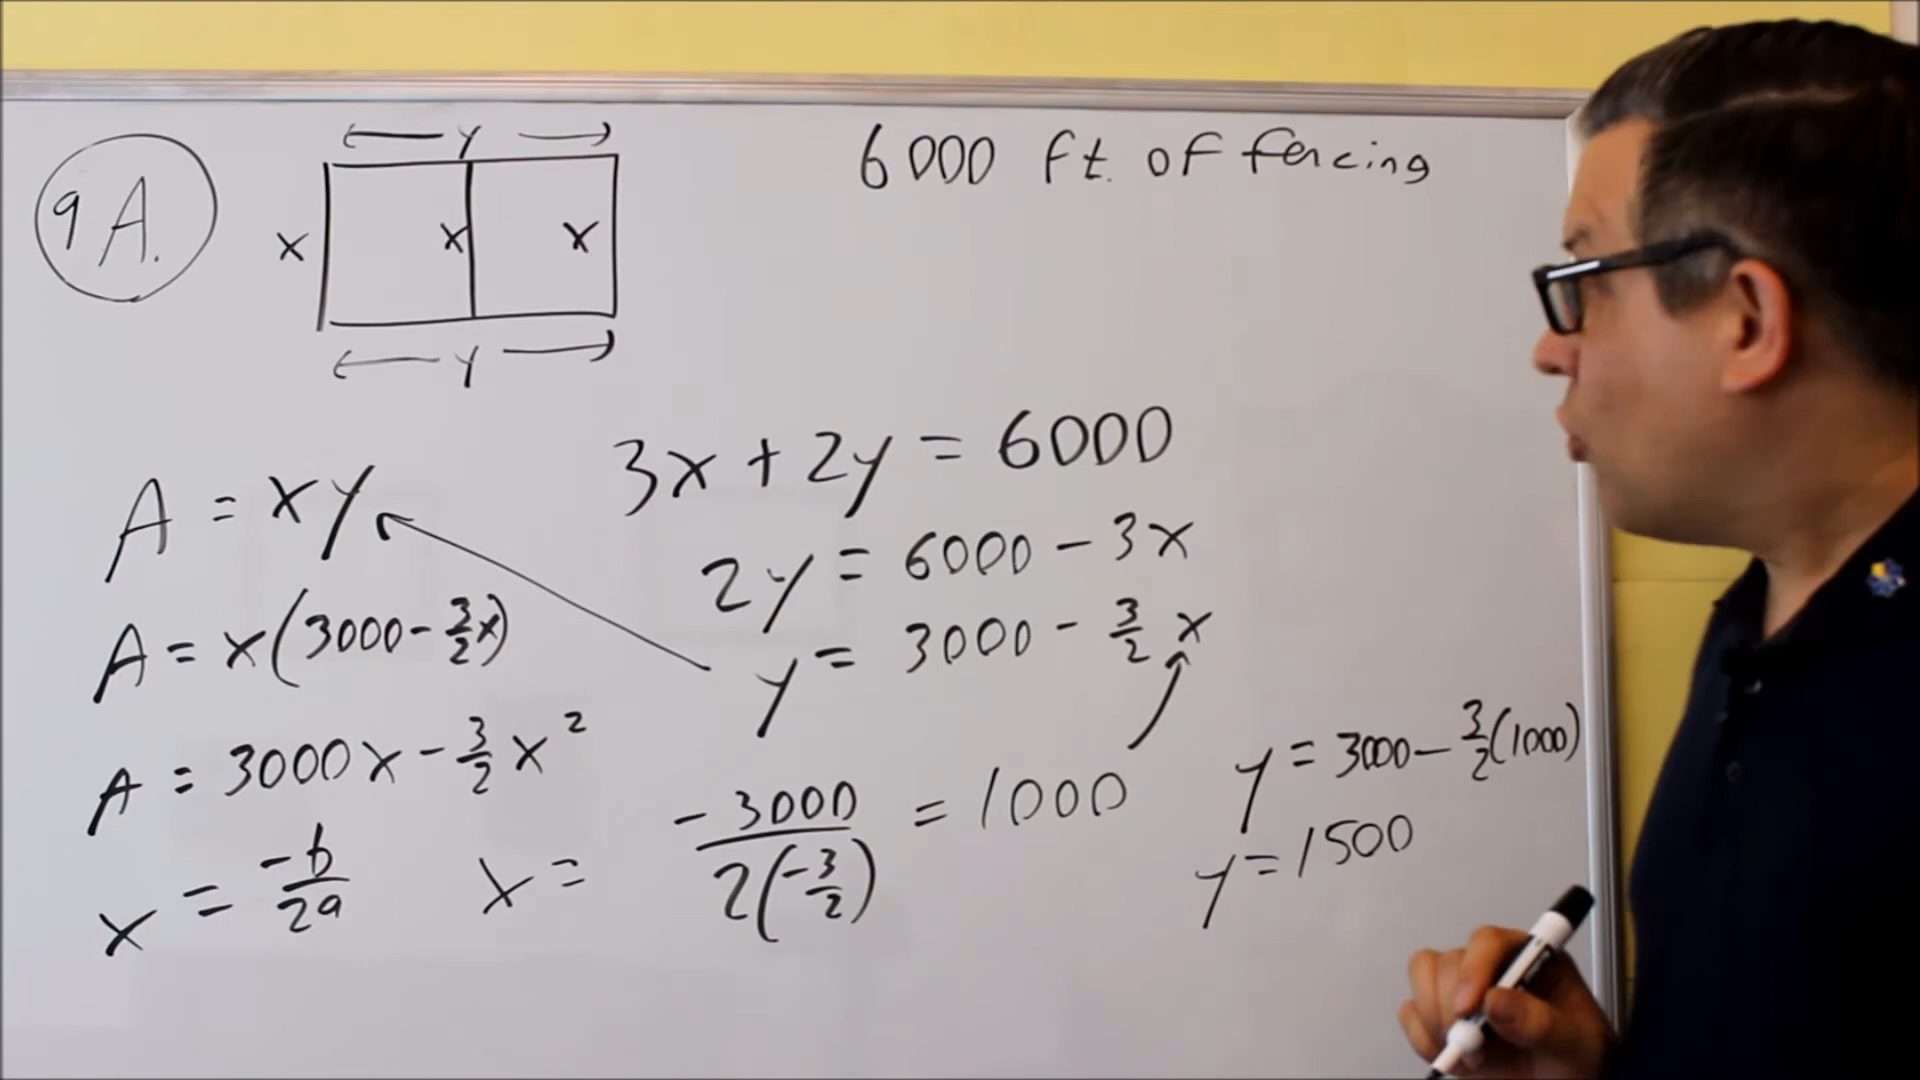 9A.
6000 ft. of fencing
y
x x x
y
3x + 2y = 6000
A = xy
2y = 6000 - 3x
A = x(3000 - 3/2 x)
y = 3000 - 3/2 x
A = 3000x - 3/2 x²
y = 3000 - 3/2 (1000)
x = -b/2a
x = -3000/2(-3/2) = 1000
y = 1500